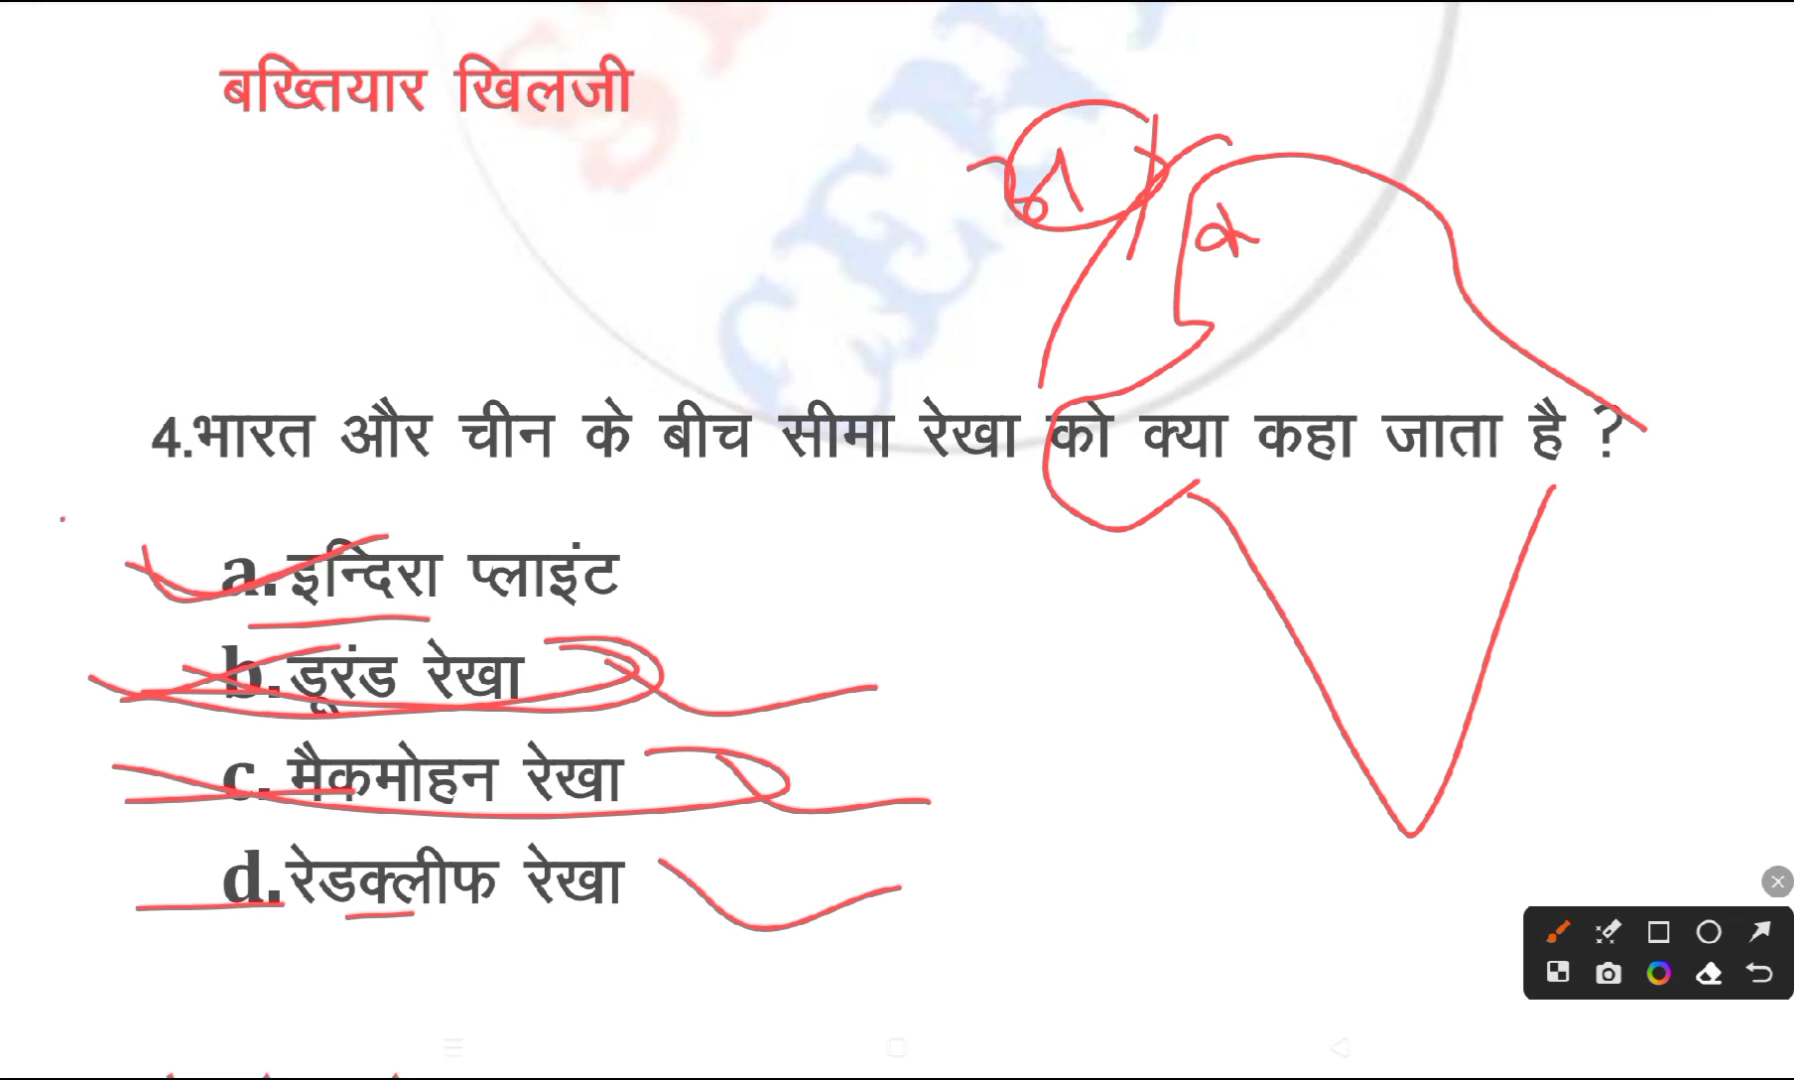 बख्तियार खिलजी
4.भारत और चीन के बीच सीमा रेखा को क्या कहा जाता है ?
a.इन्दिरा प्लाइंट
b.डूरंड रेखा
c. मैकमोहन रेखा
d.रेडक्लीफ रेखा